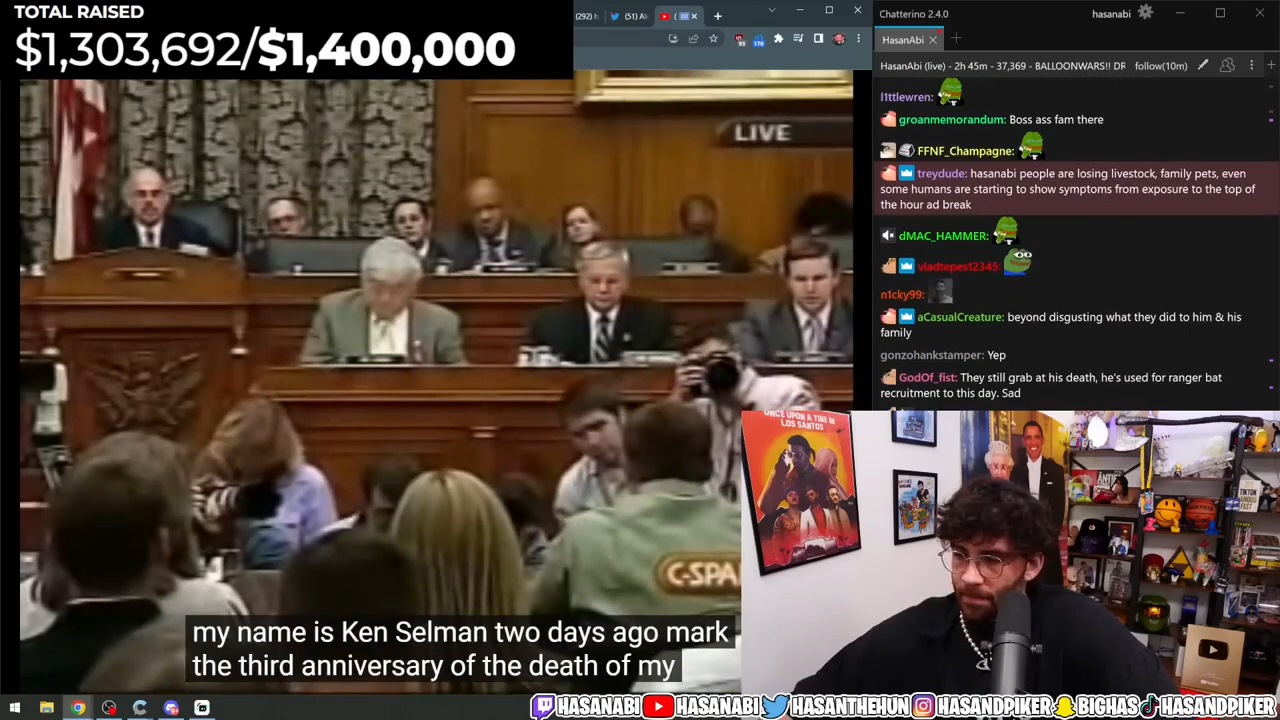 TOTAL RAISED
$1,303,692/$1,400,000
(292) h
(51) Al
93
178
LIVE
C-SPA
my name is Ken Selman two days ago mark
the third anniversary of the death of my
Chatterino 2.4.0
hasanabi
HasanAbi
HasanAbi (live) - 2h 45m - 37,369 - BALLOONWARS!! DR
follow(10m)
l1ttlewren:
groanmemorandum: Boss ass fam there
FFNF_Champagne:
treydude: hasanabi people are losing livestock, family pets, even
some humans are starting to show symptoms from exposure to the top of
the hour ad break
dMAC_HAMMER:
vladtepes12345:
n1cky99:
aCasualCreature: beyond disgusting what they did to him & his
family
gonzohankstamper: Yep
GodOf_fist: They still grab at his death, he's used for ranger bat
recruitment to this day. Sad
ONCE UPON A TIME IN
LOS SANTOS
HASANABI
HASANABI
HASANTHEHUN
HASANDPIKER
BIGHAS
HASANDPIKER